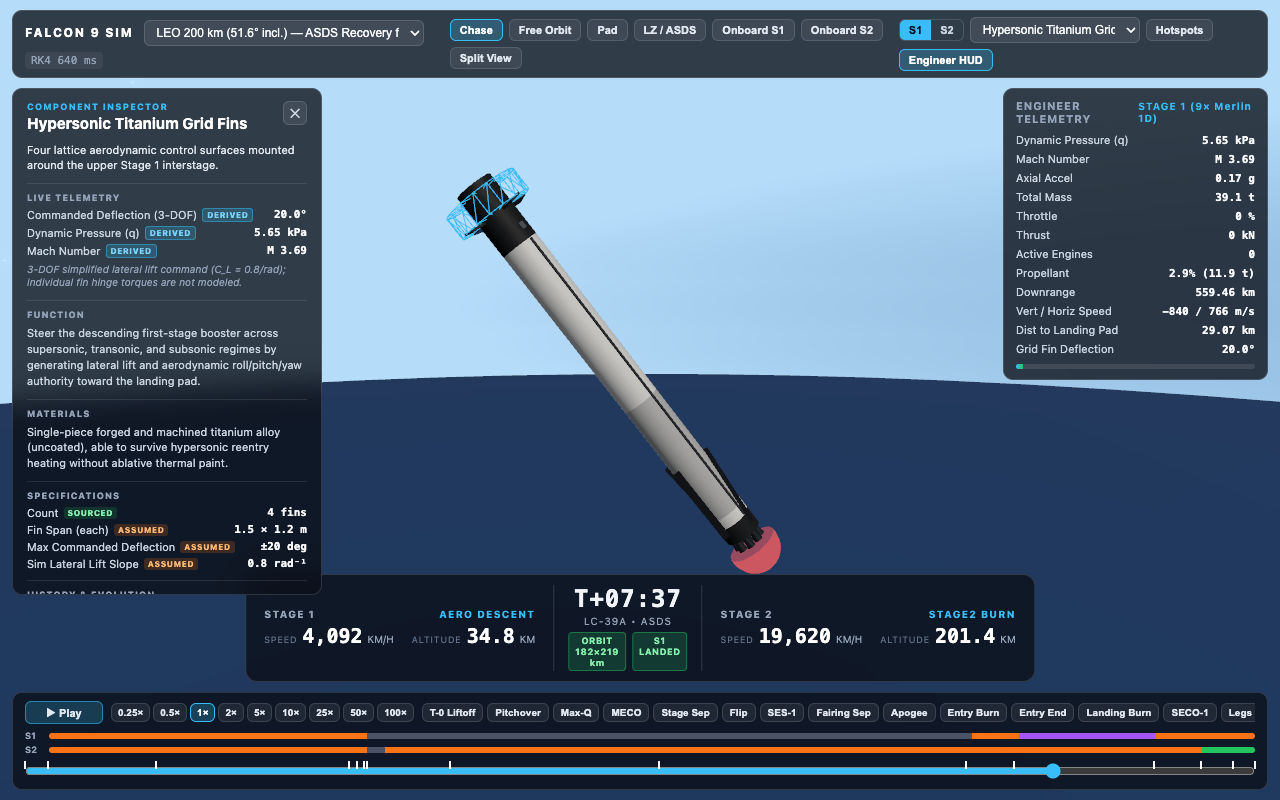 FALCON 9 SIM
LEO 200 km (51.6° incl.) — ASDS Recovery f
RK4 640 ms
Chase
Free Orbit
Pad
LZ / ASDS
Onboard S1
Onboard S2
Split View
S1
S2
Hypersonic Titanium Gric
Hotspots
Engineer HUD
COMPONENT INSPECTOR
Hypersonic Titanium Grid Fins
Four lattice aerodynamic control surfaces mounted
around the upper Stage 1 interstage.
LIVE TELEMETRY
Commanded Deflection (3-DOF) DERIVED 20.0°
Dynamic Pressure (q) DERIVED 5.65 kPa
Mach Number DERIVED M 3.69
3-DOF simplified lateral lift command (C_L = 0.8/rad);
individual fin hinge torques are not modeled.
FUNCTION
Steer the descending first-stage booster across
supersonic, transonic, and subsonic regimes by
generating lateral lift and aerodynamic roll/pitch/yaw
authority toward the landing pad.
MATERIALS
Single-piece forged and machined titanium alloy
(uncoated), able to survive hypersonic reentry
heating without ablative thermal paint.
SPECIFICATIONS
Count SOURCED 4 fins
Fin Span (each) ASSUMED 1.5 × 1.2 m
Max Commanded Deflection ASSUMED ±20 deg
Sim Lateral Lift Slope ASSUMED 0.8 rad⁻¹
HISTORY & EVOLUTION
ENGINEER
TELEMETRY
STAGE 1 (9× Merlin
1D)
Dynamic Pressure (q) 5.65 kPa
Mach Number M 3.69
Axial Accel 0.17 g
Total Mass 39.1 t
Throttle 0 %
Thrust 0 kN
Active Engines 0
Propellant 2.9% (11.9 t)
Downrange 559.46 km
Vert / Horiz Speed −840 / 766 m/s
Dist to Landing Pad 29.07 km
Grid Fin Deflection 20.0°
STAGE 1 AERO DESCENT
SPEED 4,092 KM/H ALTITUDE 34.8 KM
T+07:37
LC-39A • ASDS
ORBIT
182×219
km
S1
LANDED
STAGE 2 STAGE2 BURN
SPEED 19,620 KM/H ALTITUDE 201.4 KM
▶ Play
0.25×
0.5×
1×
2×
5×
10×
25×
50×
100×
T-0 Liftoff
Pitchover
Max-Q
MECO
Stage Sep
Flip
SES-1
Fairing Sep
Apogee
Entry Burn
Entry End
Landing Burn
SECO-1
Legs
S1
S2